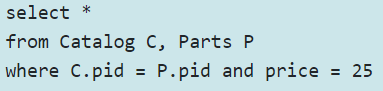 select *
from Catalog C, Parts P
where C.pid = P.pid and price = 25